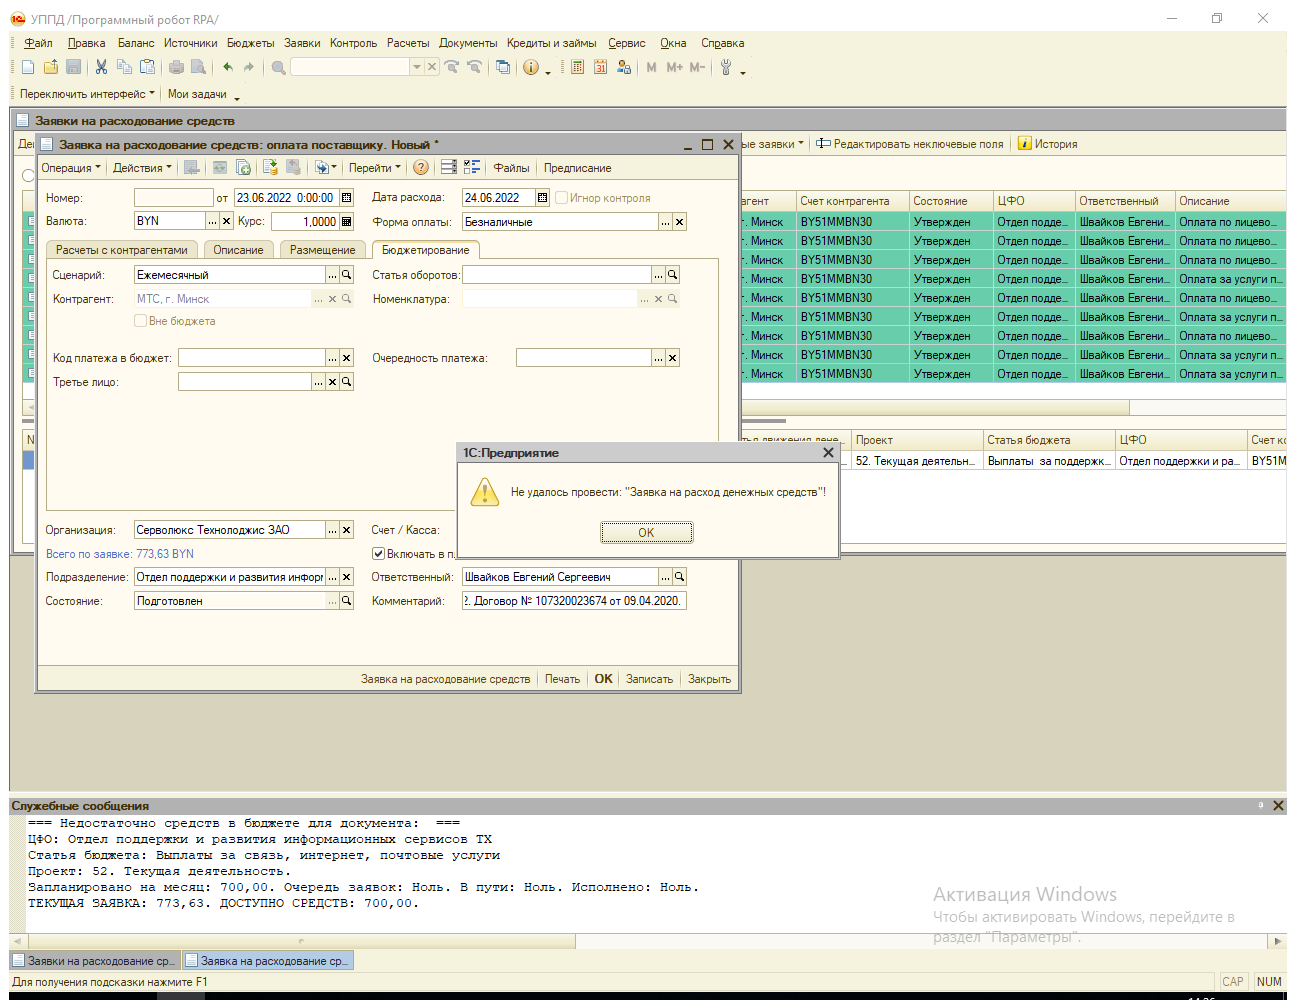 УППД /Программный робот RPA/
Файл Правка Баланс Источники Бюджеты Заявки Контроль Расчеты Документы Кредиты и займы Сервис Окна Справка
M M+ M-
Переключить интерфейс Мои задачи
Заявки на расходование средств
Заявка на расходование средств: оплата поставщику. Новый *
Операция Действия Перейти Файлы Предписание
Редактировать неключевые поля История
Номер: от 23.06.2022 0:00:00 Дата расхода: 24.06.2022 Игнор контроля
Валюта: BYN Курс: 1,0000 Форма оплаты: Безналичные
Расчеты с контрагентами Описание Размещение Бюджетирование
Сценарий: Ежемесячный Статья оборотов:
Контрагент: МТС, г. Минск Номенклатура:
Вне бюджета
Код платежа в бюджет: Очередность платежа:
Третье лицо:
Счет контрагента Состояние ЦФО Ответственный Описание
г. Минск BY51MMBN30 Утвержден Отдел подде... Швайков Евгени... Оплата по лицево...
г. Минск BY51MMBN30 Утвержден Отдел подде... Швайков Евгени... Оплата по лицево...
г. Минск BY51MMBN30 Утвержден Отдел подде... Швайков Евгени... Оплата по лицево...
г. Минск BY51MMBN30 Утвержден Отдел подде... Швайков Евгени... Оплата за услуги п...
г. Минск BY51MMBN30 Утвержден Отдел подде... Швайков Евгени... Оплата по лицево...
г. Минск BY51MMBN30 Утвержден Отдел подде... Швайков Евгени... Оплата за услуги п...
г. Минск BY51MMBN30 Утвержден Отдел подде... Швайков Евгени... Оплата по лицево...
г. Минск BY51MMBN30 Утвержден Отдел подде... Швайков Евгени... Оплата за услуги п...
г. Минск BY51MMBN30 Утвержден Отдел подде... Швайков Евгени... Оплата за услуги п...
Проект Статья бюджета ЦФО
52. Текущая деятельн... Выплаты за поддержк... Отдел поддержки и ра... BY51M
1С:Предприятие
Не удалось провести: "Заявка на расход денежных средств"!
OK
Организация: Серволюкс Технолоджис ЗАО Счет / Касса:
Всего по заявке: 773,63 BYN Включать в п
Подразделение: Отдел поддержки и развития инфор Ответственный: Швайков Евгений Сергеевич
Состояние: Подготовлен Комментарий: . Договор № 107320023674 от 09.04.2020.
Заявка на расходование средств Печать OK Записать Закрыть
Служебные сообщения
=== Недостаточно средств в бюджете для документа: ===
ЦФО: Отдел поддержки и развития информационных сервисов ТХ
Статья бюджета: Выплаты за связь, интернет, почтовые услуги
Проект: 52. Текущая деятельность.
Запланировано на месяц: 700,00. Очередь заявок: Ноль. В пути: Ноль. Исполнено: Ноль.
ТЕКУЩАЯ ЗАЯВКА: 773,63. ДОСТУПНО СРЕДСТВ: 700,00.
Активация Windows
Чтобы активировать Windows, перейдите в
раздел "Параметры".
Заявки на расходование ср... Заявка на расходование ср...
Для получения подсказки нажмите F1 CAP NUM